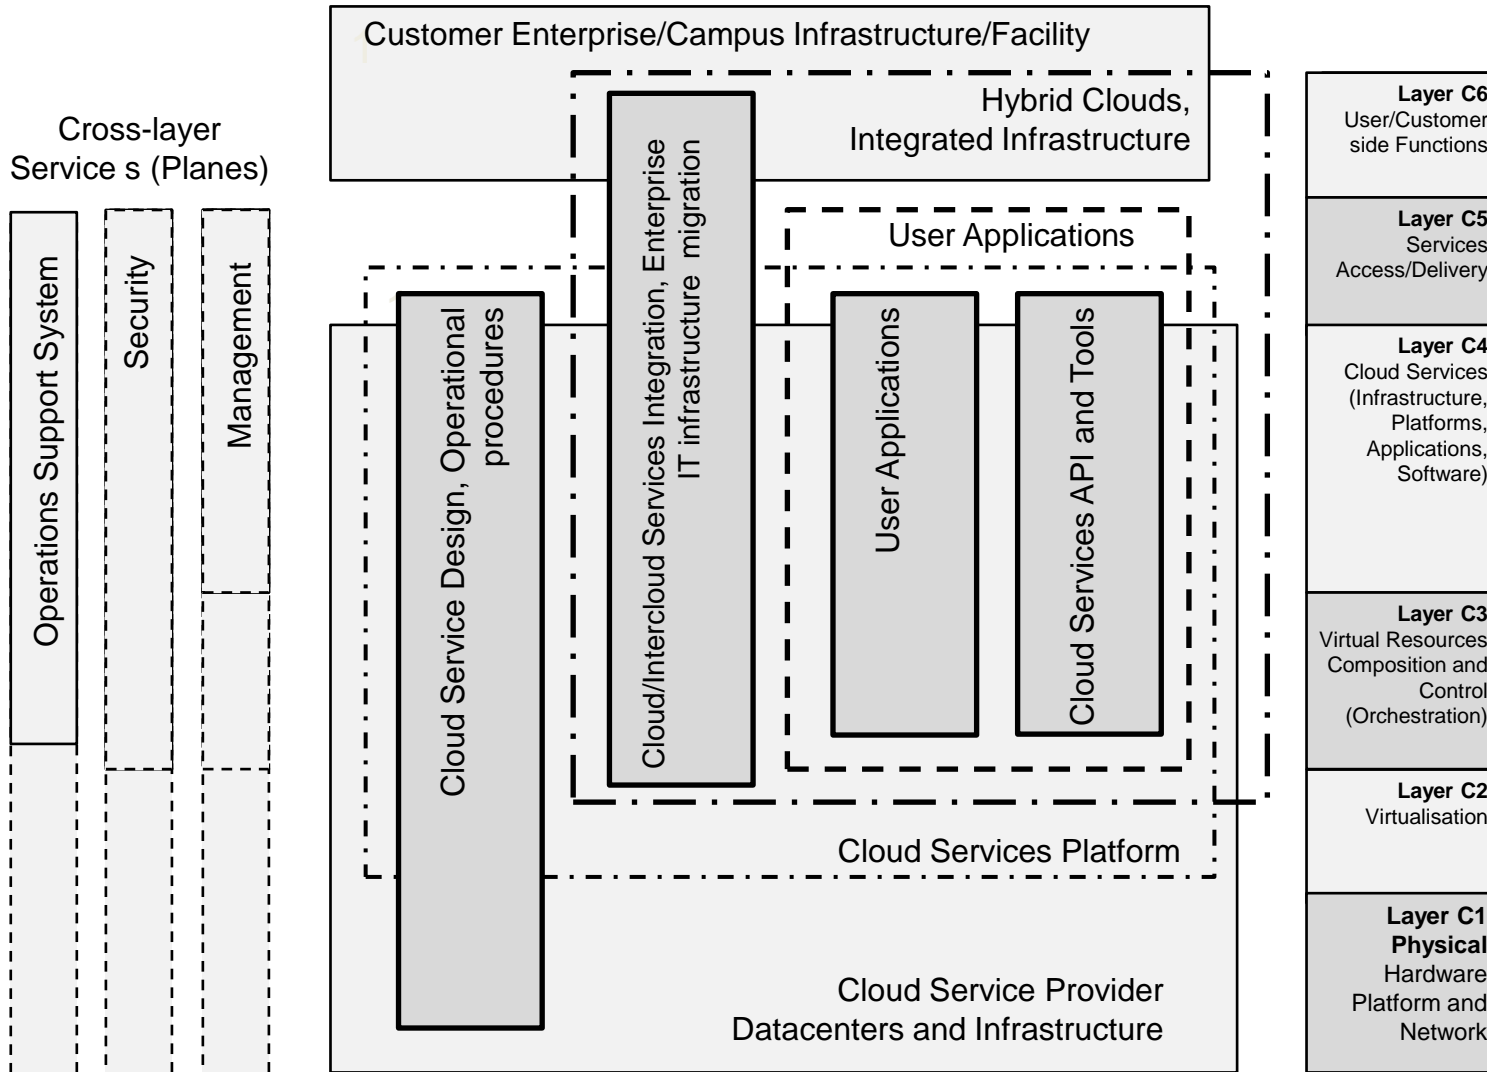 Customer Enterprise/Campus Infrastructure/Facility
Hybrid Clouds,
Integrated Infrastructure
Cross-layer
Service s (Planes)
Operations Support System
Security
Management
User Applications
Cloud Service Design, Operational
procedures
Cloud/Intercloud Services Integration, Enterprise
IT infrastructure migration
User Applications
Cloud Services API and Tools
Cloud Services Platform
Cloud Service Provider
Datacenters and Infrastructure
Layer C6
User/Customer
side Functions
Layer C5
Services
Access/Delivery
Layer C4
Cloud Services
(Infrastructure,
Platforms,
Applications,
Software)
Layer C3
Virtual Resources
Composition and
Control
(Orchestration)
Layer C2
Virtualisation
Layer C1
Physical
Hardware
Platform and
Network